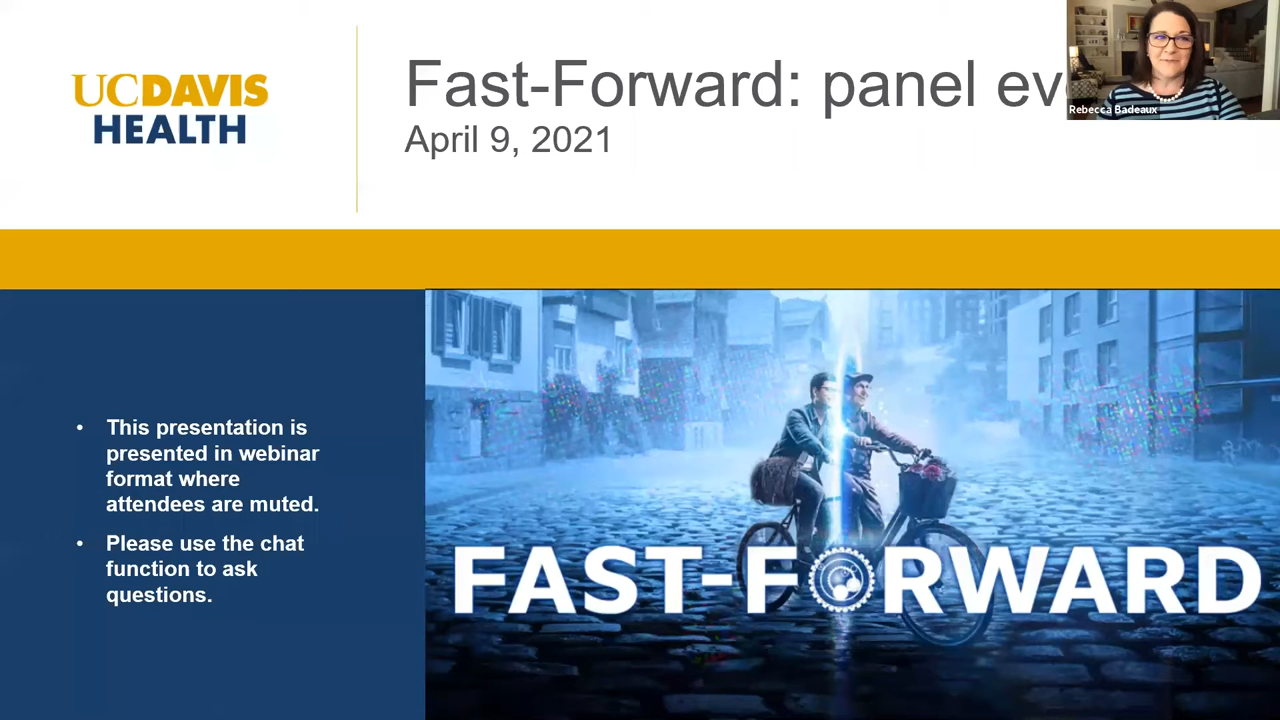 UCDAVIS
HEALTH
Fast-Forward: panel ev
April 9, 2021
Rebecca Badeaux
• This presentation is
presented in webinar
format where
attendees are muted.
• Please use the chat
function to ask
questions.
FAST-FORWARD